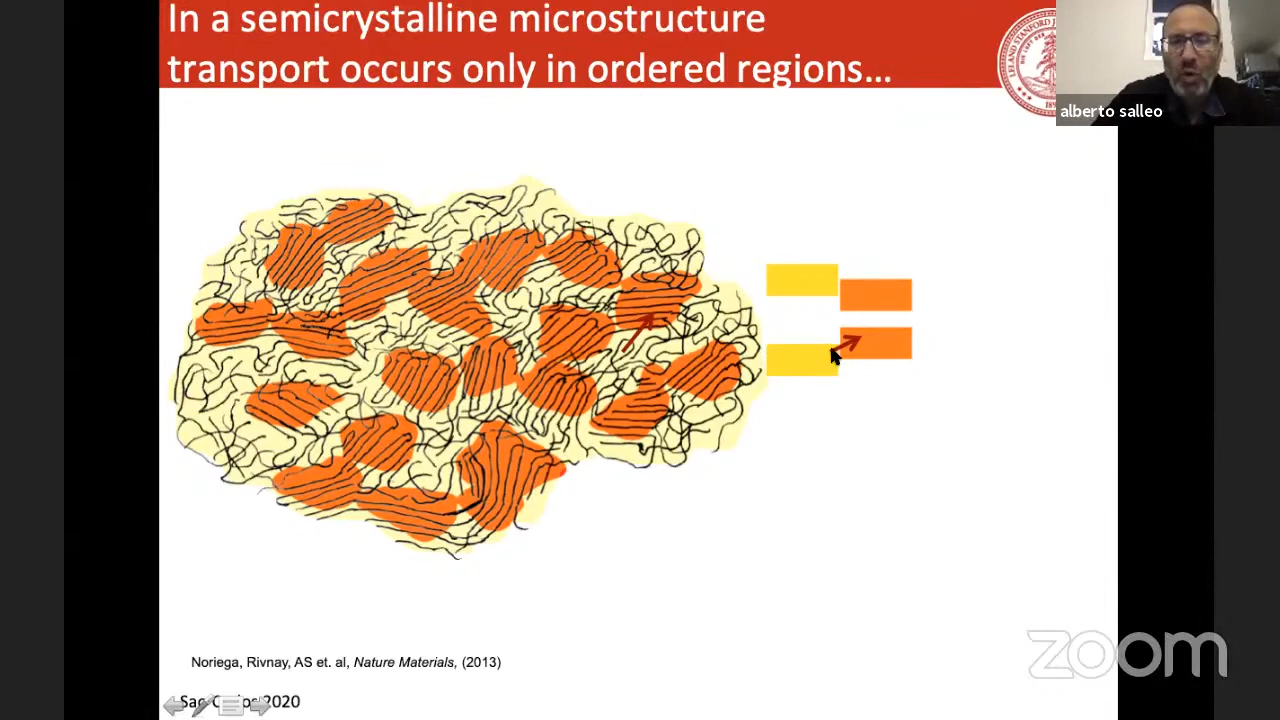 In a semicrystalline microstructure
transport occurs only in ordered regions…
alberto salleo
Noriega, Rivnay, AS et. al, Nature Materials, (2013)
2020
zoom